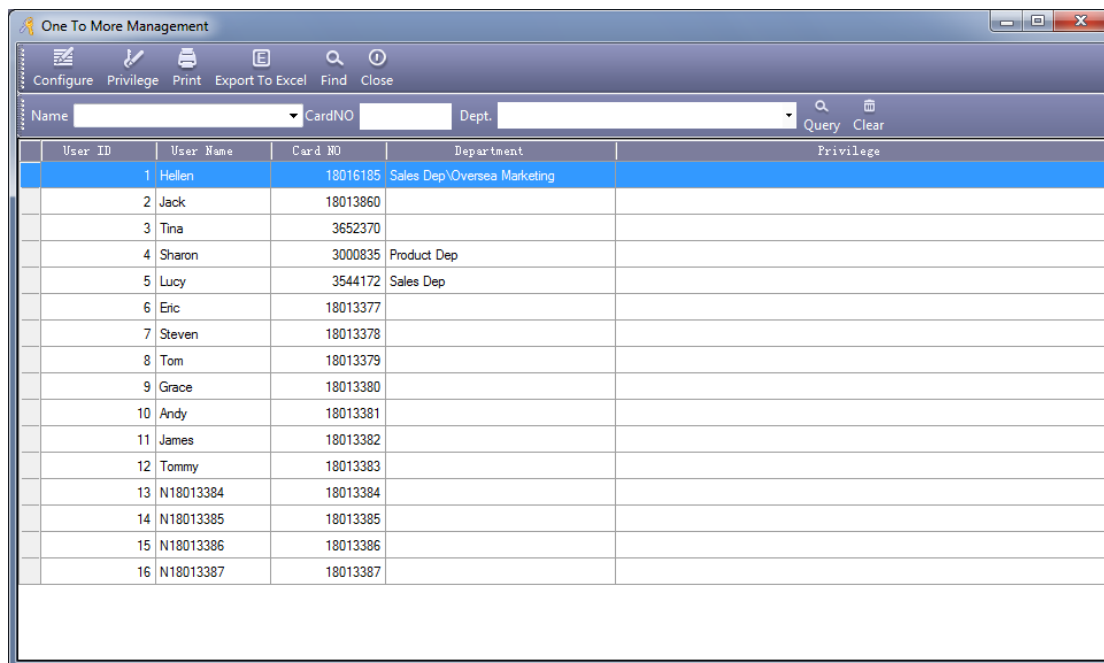 One To More Management
Configure Privilege Print Export To Excel Find Close
Name CardNO Dept. Query Clear
User ID User Name Card NO Department Privilege
1 Hellen 18016185 Sales Dep\Oversea Marketing
2 Jack 18013860
3 Tina 3652370
4 Sharon 3000835 Product Dep
5 Lucy 3544172 Sales Dep
6 Eric 18013377
7 Steven 18013378
8 Tom 18013379
9 Grace 18013380
10 Andy 18013381
11 James 18013382
12 Tommy 18013383
13 N18013384 18013384
14 N18013385 18013385
15 N18013386 18013386
16 N18013387 18013387